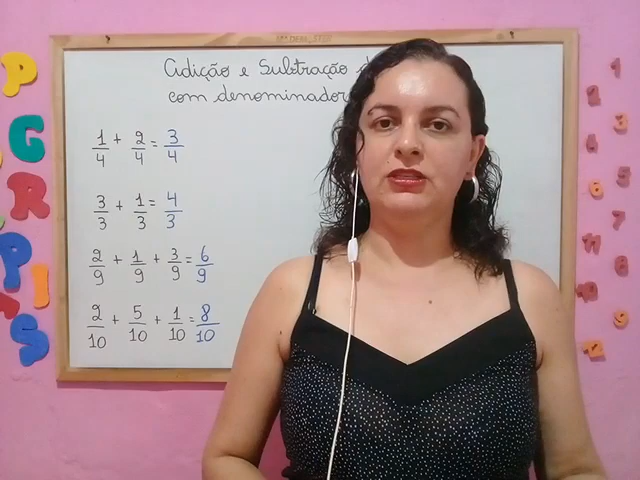 Adição e Subtração
com denominador
1/4 + 2/4 = 3/4
3/3 + 1/3 = 4/3
2/9 + 1/9 + 3/9 = 6/9
2/10 + 5/10 + 1/10 = 8/10
P
G
R
P
I
S